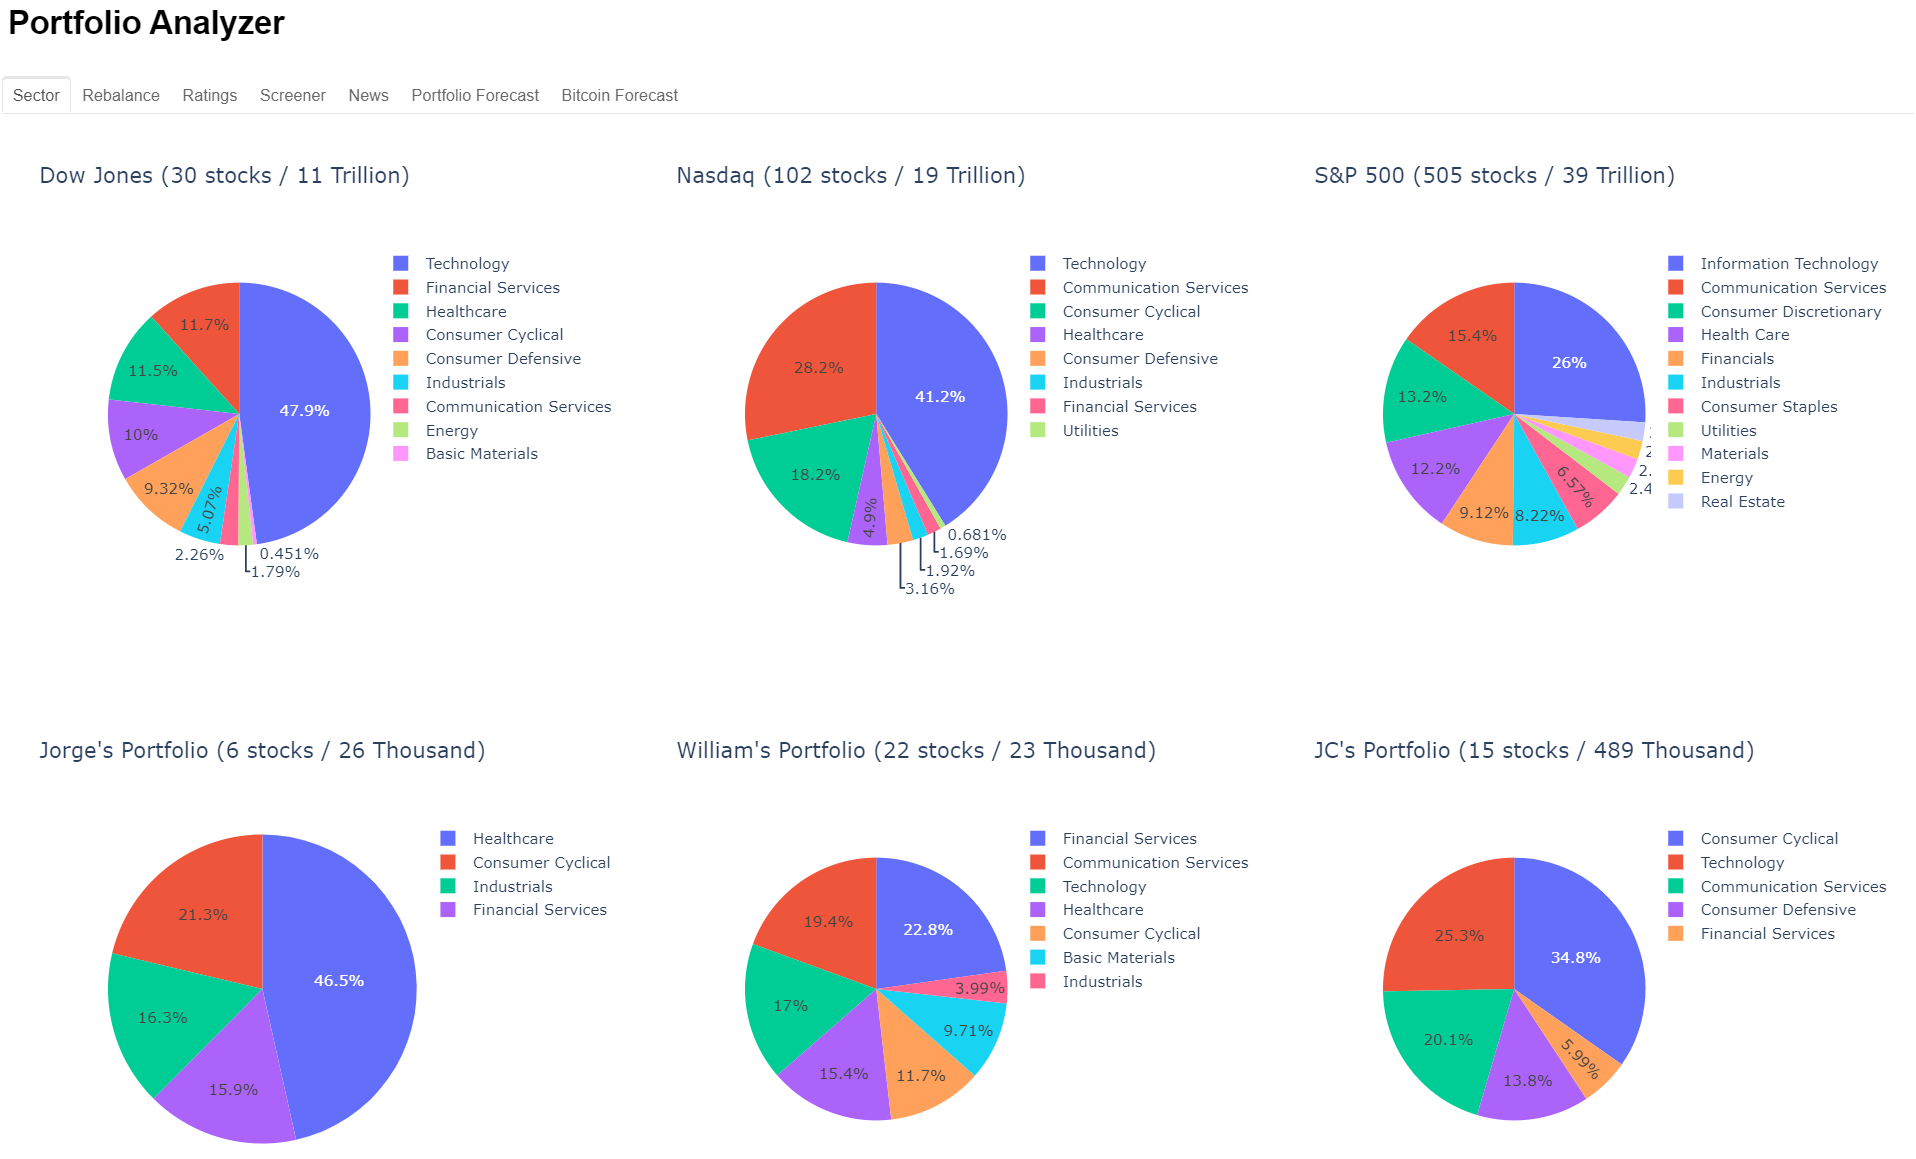 Portfolio Analyzer
Sector Rebalance Ratings Screener News Portfolio Forecast Bitcoin Forecast
Dow Jones (30 stocks / 11 Trillion)
47.9%
11.7%
11.5%
10%
9.32%
5.07%
2.26%
1.79%
0.451%
Technology
Financial Services
Healthcare
Consumer Cyclical
Consumer Defensive
Industrials
Communication Services
Energy
Basic Materials
Nasdaq (102 stocks / 19 Trillion)
41.2%
28.2%
18.2%
4.9%
3.16%
1.92%
1.69%
0.681%
Technology
Communication Services
Consumer Cyclical
Healthcare
Consumer Defensive
Industrials
Financial Services
Utilities
S&P 500 (505 stocks / 39 Trillion)
26%
15.4%
13.2%
12.2%
9.12%
8.22%
6.57%
2.4
Information Technology
Communication Services
Consumer Discretionary
Health Care
Financials
Industrials
Consumer Staples
Utilities
Materials
Energy
Real Estate
Jorge's Portfolio (6 stocks / 26 Thousand)
46.5%
21.3%
16.3%
15.9%
Healthcare
Consumer Cyclical
Industrials
Financial Services
William's Portfolio (22 stocks / 23 Thousand)
22.8%
19.4%
17%
15.4%
11.7%
9.71%
3.99%
Financial Services
Communication Services
Technology
Healthcare
Consumer Cyclical
Basic Materials
Industrials
JC's Portfolio (15 stocks / 489 Thousand)
34.8%
25.3%
20.1%
13.8%
5.99%
Consumer Cyclical
Technology
Communication Services
Consumer Defensive
Financial Services